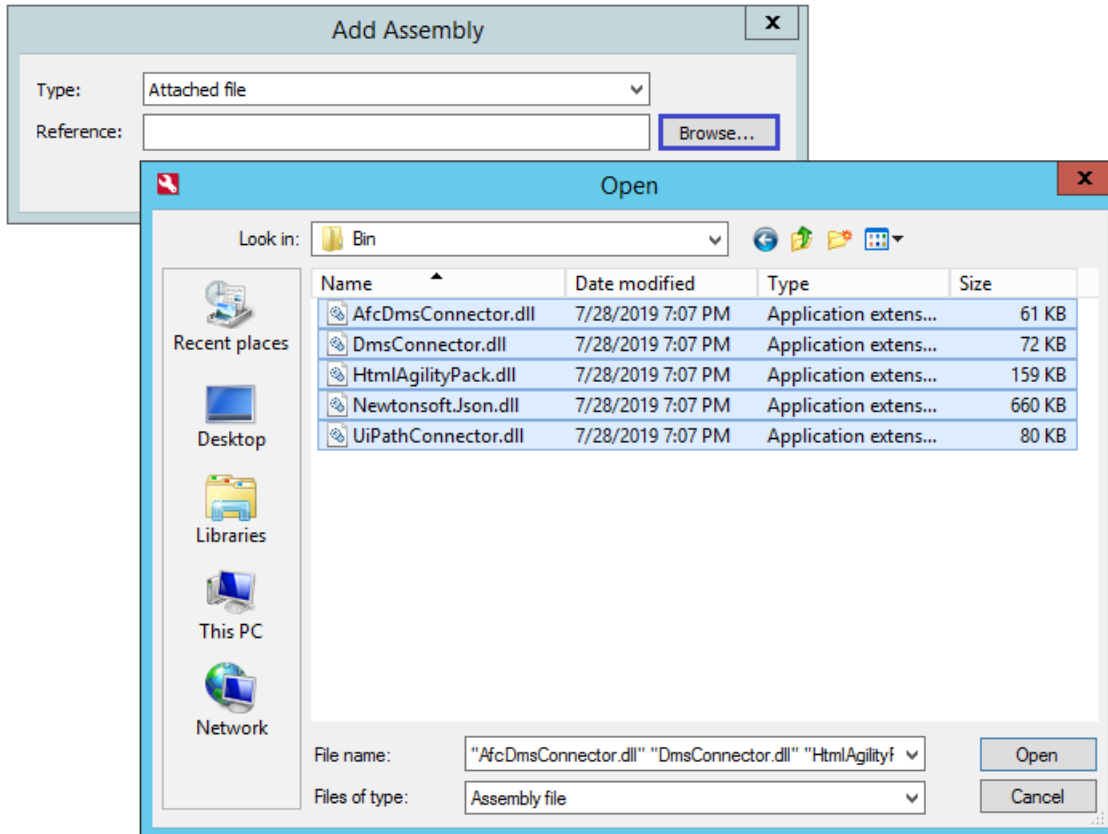 Add Assembly
x
Type: Attached file
Reference: Browse...
Open
x
Look in: Bin
Name Date modified Type Size
AfcDmsConnector.dll 7/28/2019 7:07 PM Application extens... 61 KB
DmsConnector.dll 7/28/2019 7:07 PM Application extens... 72 KB
HtmlAgilityPack.dll 7/28/2019 7:07 PM Application extens... 159 KB
Newtonsoft.Json.dll 7/28/2019 7:07 PM Application extens... 660 KB
UiPathConnector.dll 7/28/2019 7:07 PM Application extens... 80 KB
Recent places
Desktop
Libraries
This PC
Network
File name: "AfcDmsConnector.dll" "DmsConnector.dll" "HtmlAgilityF Open
Files of type: Assembly file Cancel